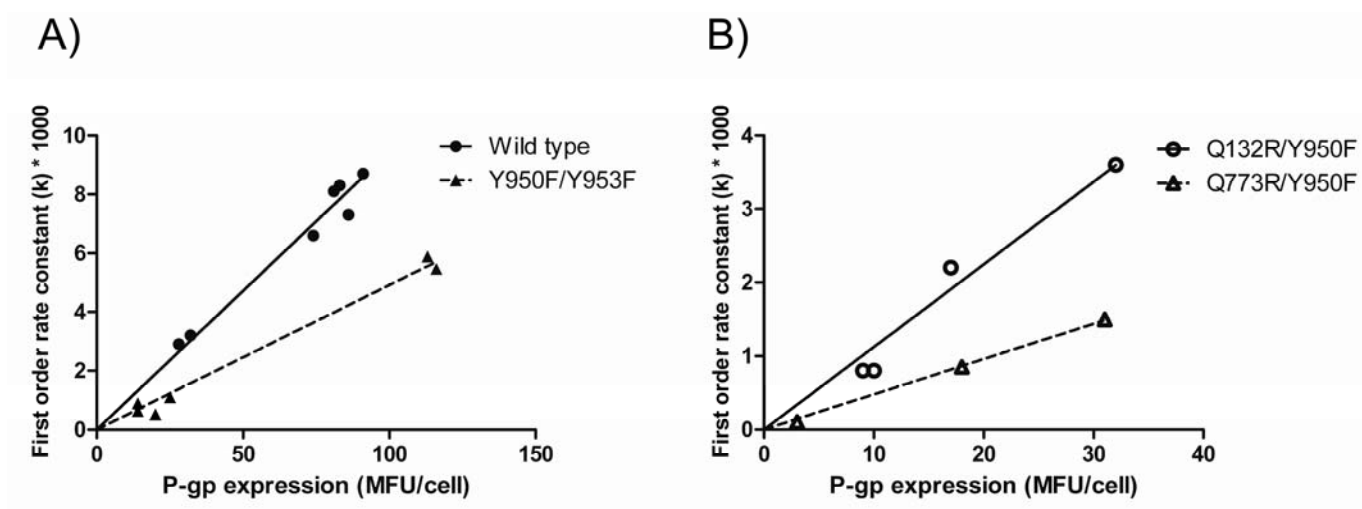 A)
First order rate constant (k) * 1000
10
8
6
4
2
0
0 50 100 150
P-gp expression (MFU/cell)
Wild type
Y950F/Y953F
B)
First order rate constant (k) * 1000
4
3
2
1
0
0 10 20 30 40
P-gp expression (MFU/cell)
Q132R/Y950F
Q773R/Y950F